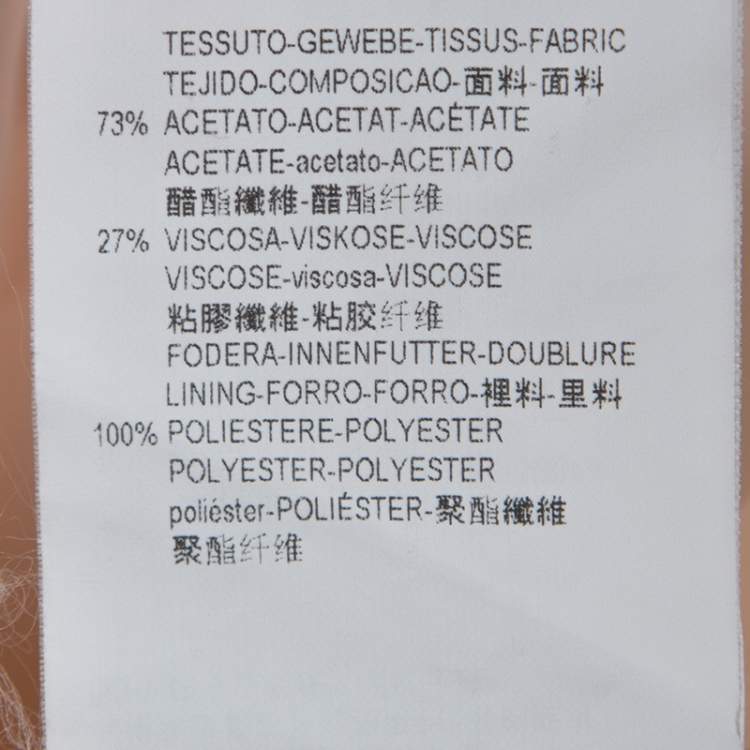 TESSUTO-GEWEBE-TISSUS-FABRIC
TEJIDO-COMPOSICAO-面料-面料
73% ACETATO-ACETAT-ACÉTATE
ACETATE-acetato-ACETATO
醋酯纖維-醋酯纤维
27% VISCOSA-VISKOSE-VISCOSE
VISCOSE-viscosa-VISCOSE
粘膠纖維-粘胶纤维
FODERA-INNENFUTTER-DOUBLURE
LINING-FORRO-FORRO-裡料-里料
100% POLIESTERE-POLYESTER
POLYESTER-POLYESTER
poliéster-POLIÉSTER-聚酯纖維
聚酯纤维